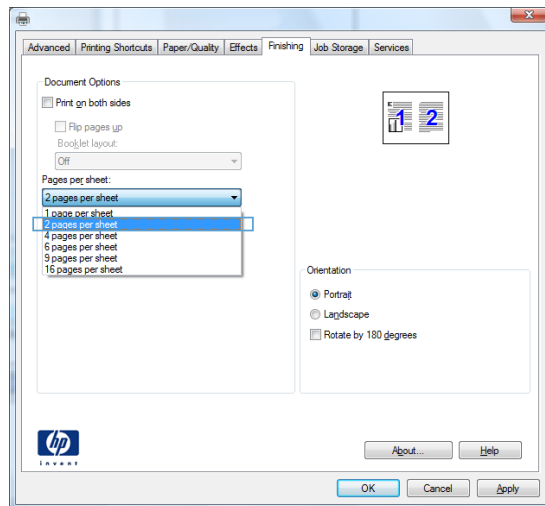 Advanced Printing Shortcuts Paper/Quality Effects Finishing Job Storage Services
Document Options
Print on both sides
Flip pages up
Booklet layout:
Off
Pages per sheet:
2 pages per sheet
1 page per sheet
2 pages per sheet
4 pages per sheet
6 pages per sheet
9 pages per sheet
16 pages per sheet
1 2
Orientation
Portrait
Landscape
Rotate by 180 degrees
hp
invent
About... Help
OK Cancel Apply